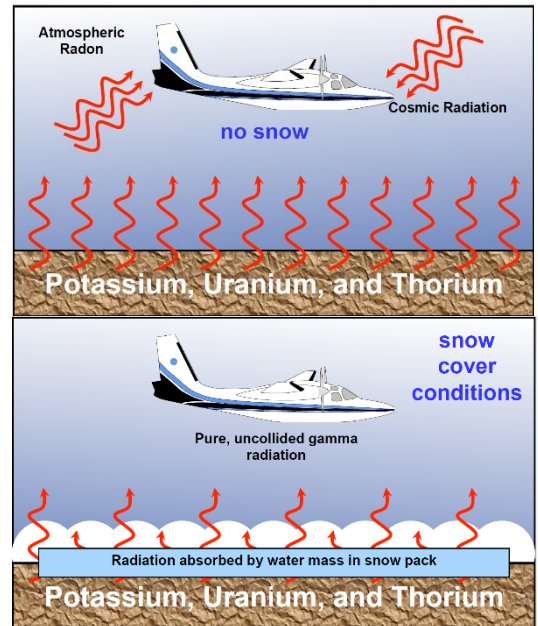 Atmospheric
Radon
Cosmic Radiation
no snow
Potassium, Uranium, and Thorium
snow
cover
conditions
Pure, uncollided gamma
radiation
Radiation absorbed by water mass in snow pack
Potassium, Uranium, and Thorium